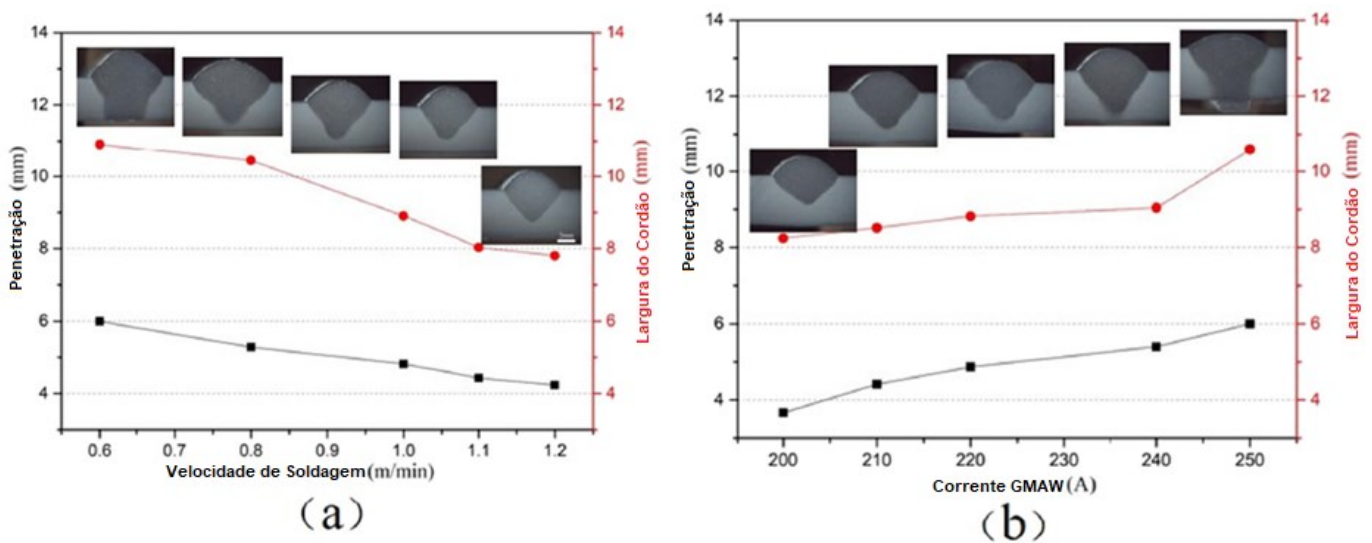 14
12
10
8
6
4
Penetração (mm)
14
12
10
8
6
4
Largura do Cordão (mm)
0.6 0.7 0.8 0.9 1.0 1.1 1.2
Velocidade de Soldagem(m/min)
(a)
14
12
10
8
6
4
Penetração (mm)
14
12
10
8
6
4
Largura do Cordão (mm)
200 210 220 230 240 250
Corrente GMAW(A)
(b)